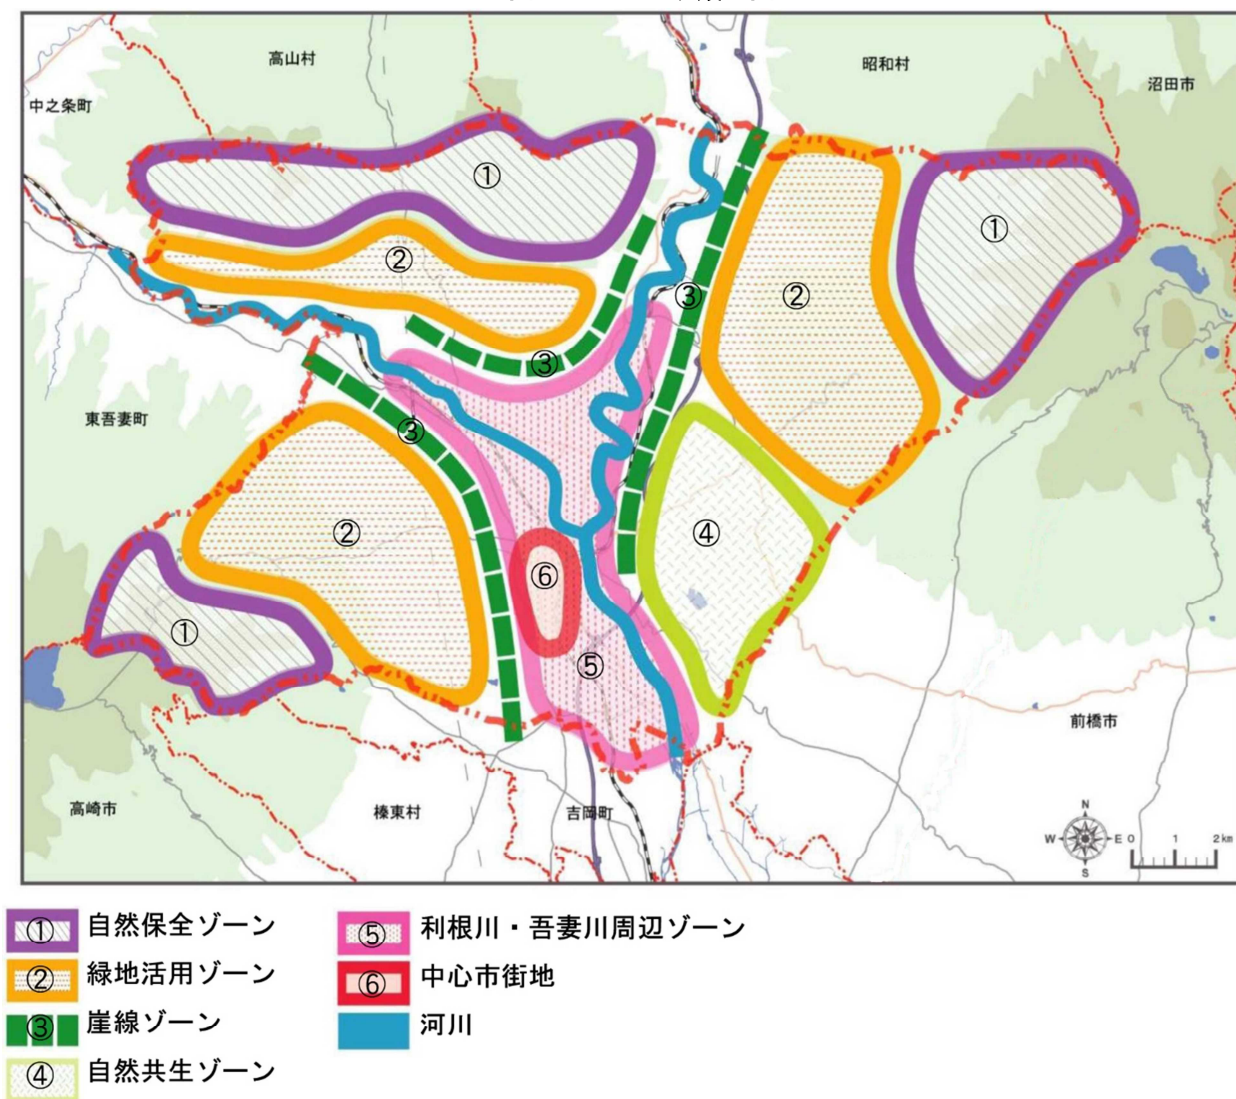 高山村
昭和村
沼田市
中之条町
①
①
②
③
②
③
東吾妻町
③
②
④
⑥
①
⑤
前橋市
高崎市
榛東村
吉岡町
N
W
E
S
0 1 2km
① 自然保全ゾーン
② 緑地活用ゾーン
③ 崖線ゾーン
④ 自然共生ゾーン
⑤ 利根川・吾妻川周辺ゾーン
⑥ 中心市街地
河川